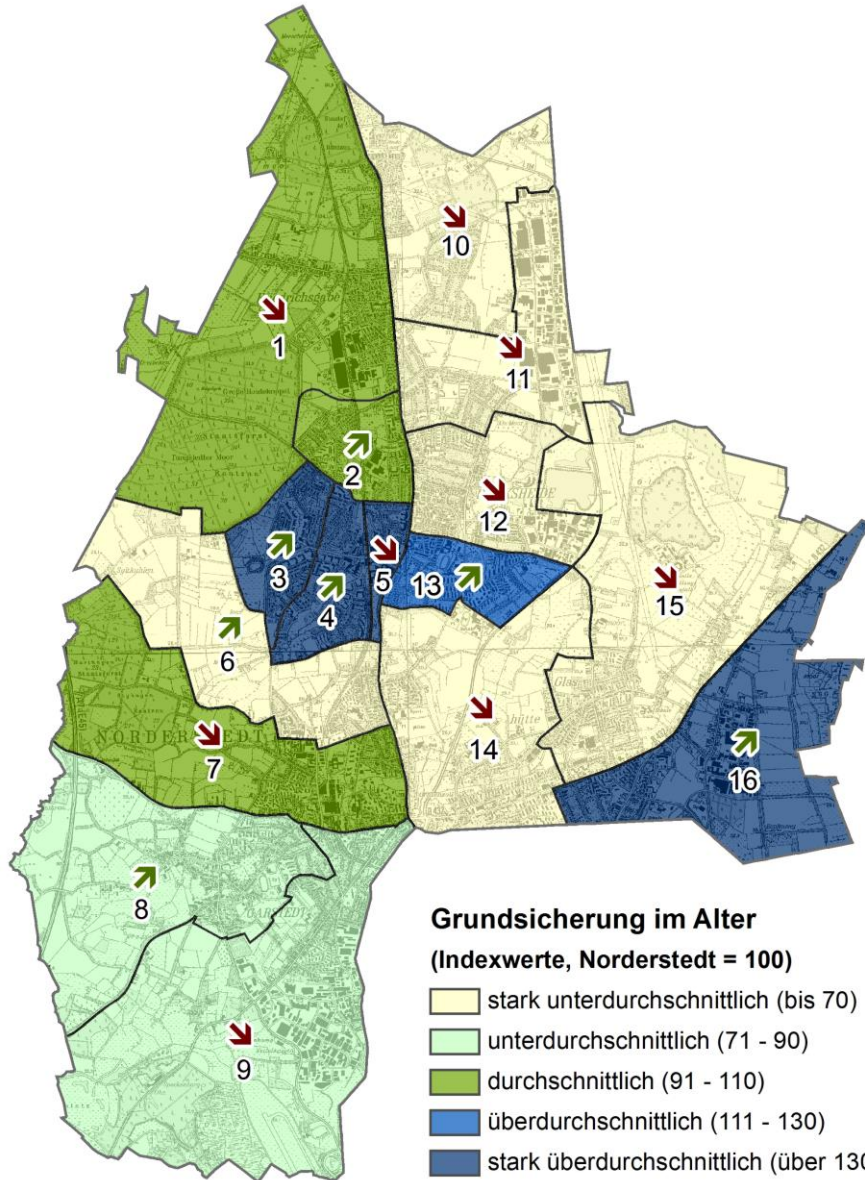 10
1
11
2
12
3
5
13
4
15
6
NORDERSTEDT
7
14
16
8
GARSTEDT
9
Grundsicherung im Alter
(Indexwerte, Norderstedt = 100)
stark unterdurchschnittlich (bis 70)
unterdurchschnittlich (71 - 90)
durchschnittlich (91 - 110)
überdurchschnittlich (111 - 130)
stark überdurchschnittlich (über 130